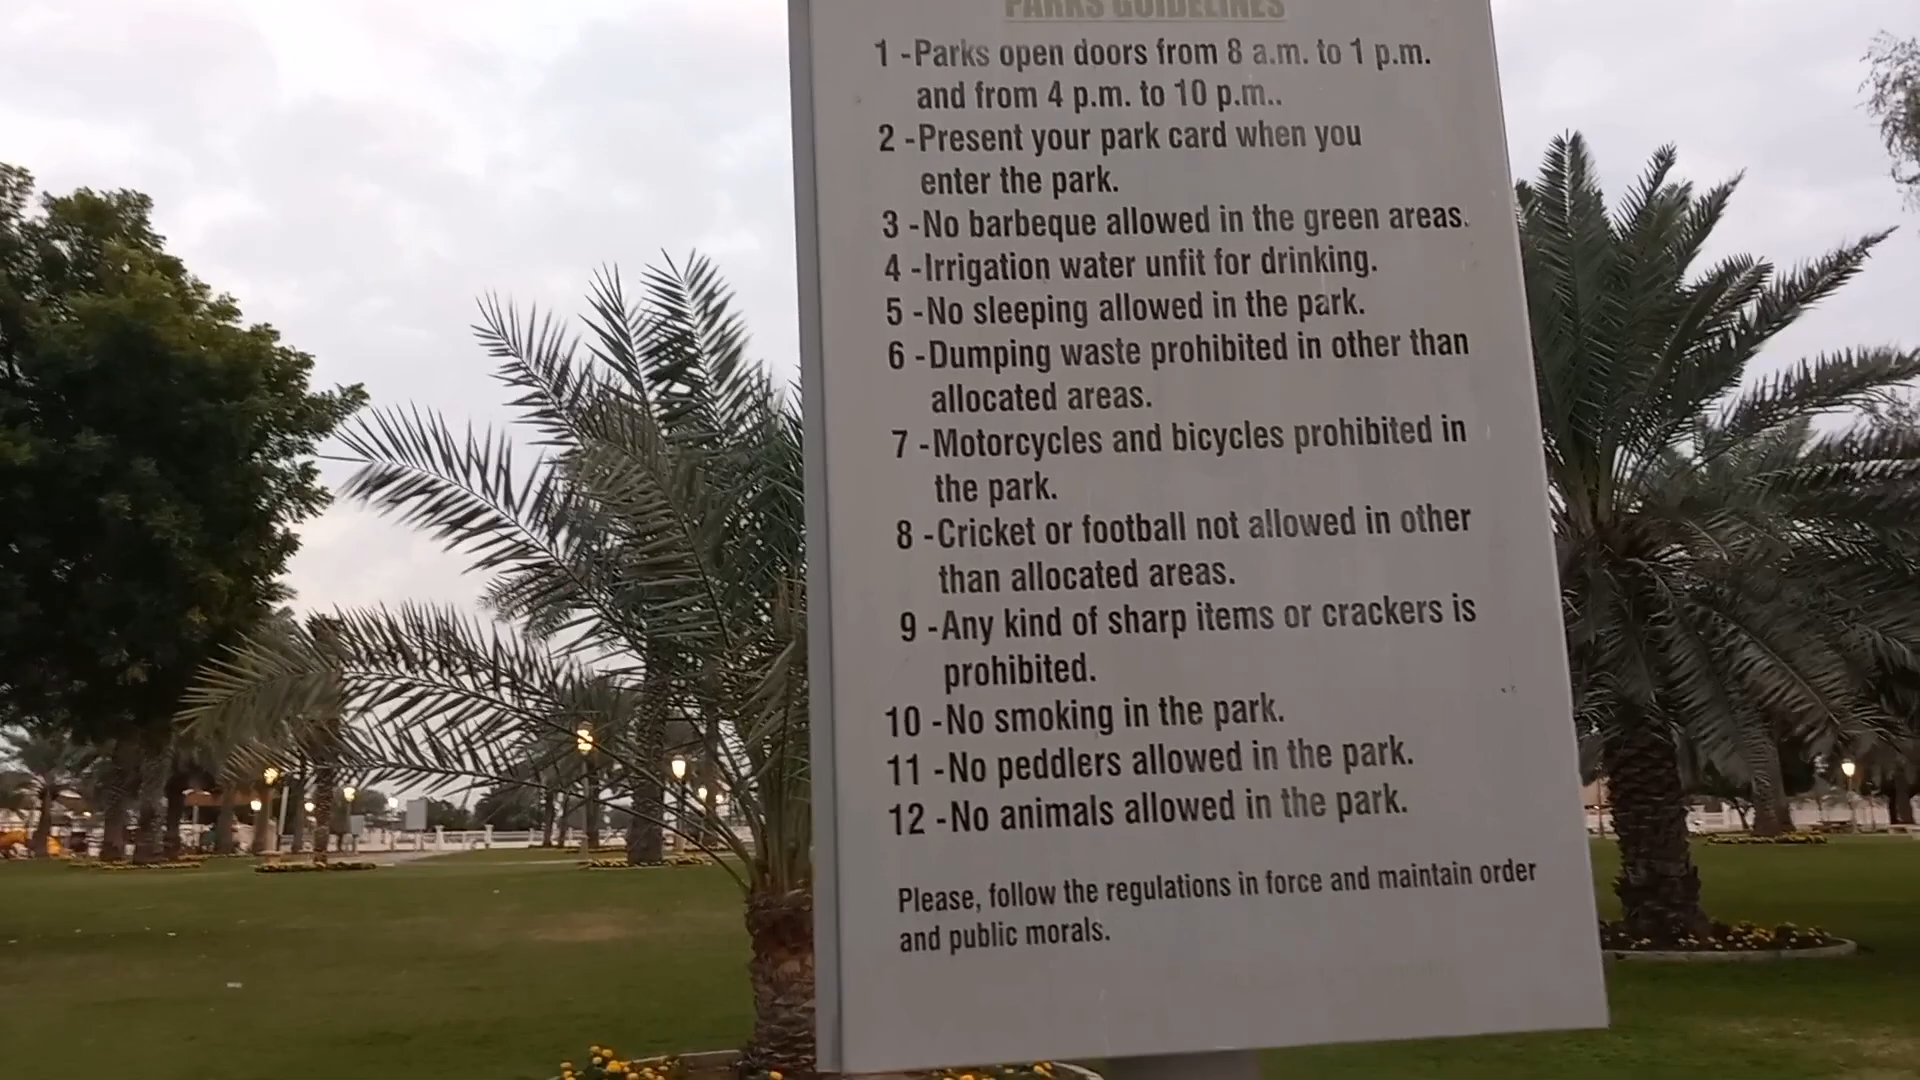 PARKS GUIDELINES
1 -Parks open doors from 8 a.m. to 1 p.m.
and from 4 p.m. to 10 p.m..
2 -Present your park card when you
enter the park.
3 -No barbeque allowed in the green areas.
4 -Irrigation water unfit for drinking.
5 -No sleeping allowed in the park.
6 -Dumping waste prohibited in other than
allocated areas.
7 -Motorcycles and bicycles prohibited in
the park.
8 -Cricket or football not allowed in other
than allocated areas.
9 -Any kind of sharp items or crackers is
prohibited.
10 -No smoking in the park.
11 -No peddlers allowed in the park.
12 -No animals allowed in the park.
Please, follow the regulations in force and maintain order
and public morals.